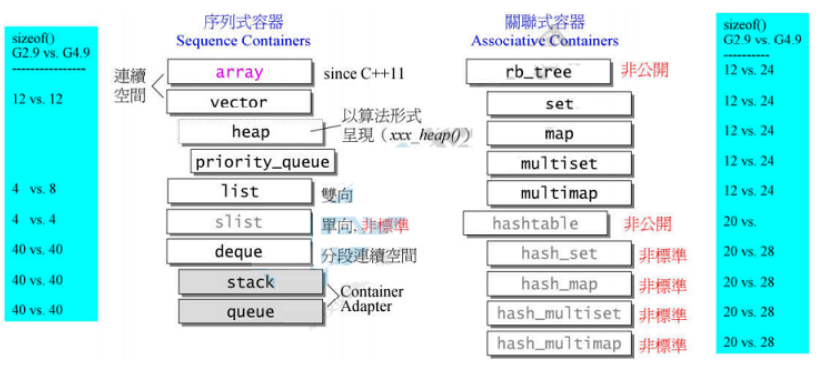 sizeof()
G2.9 vs. G4.9
----------------
12 vs. 12
4 vs. 8
4 vs. 4
40 vs. 40
40 vs. 40
40 vs. 40
序列式容器
Sequence Containers
連續
空間
array
since C++11
vector
heap
以算法形式
呈現（xxx_heap()）
priority_queue
list
雙向
slist
單向, 非標準
deque
分段連續空間
stack
queue
Container
Adapter
關聯式容器
Associative Containers
rb_tree
非公開
set
map
multiset
multimap
hashtable
非公開
hash_set
非標準
hash_map
非標準
hash_multiset
非標準
hash_multimap
非標準
sizeof()
G2.9 vs. G4.9
----------
12 vs. 24
12 vs. 24
12 vs. 24
12 vs. 24
12 vs. 24
20 vs.
20 vs. 28
20 vs. 28
20 vs. 28
20 vs. 28